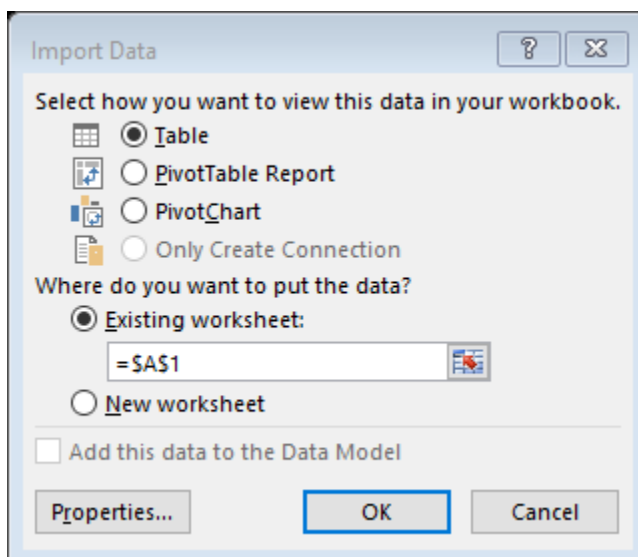 Import Data
Select how you want to view this data in your workbook.
Table
PivotTable Report
PivotChart
Only Create Connection
Where do you want to put the data?
Existing worksheet:
=$A$1
New worksheet
Add this data to the Data Model
Properties...
OK
Cancel